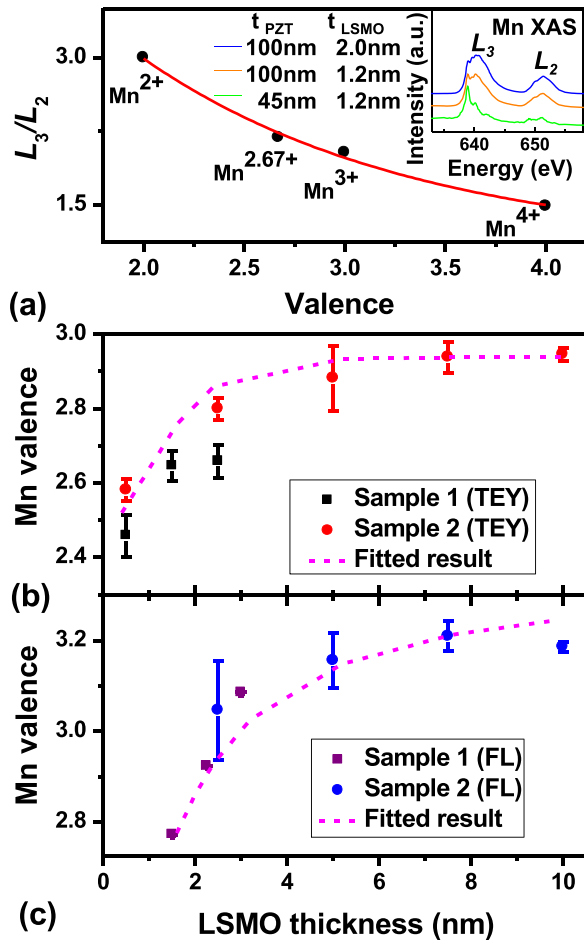 t PZT t LSMO
100nm 2.0nm
100nm 1.2nm
45nm 1.2nm
Mn XAS
L3
L2
Intensity (a.u.)
640 650
Energy (eV)
3.0
1.5
L3/L2
Mn2+
Mn2.67+
Mn3+
Mn4+
2.0 2.5 3.0 3.5 4.0
Valence
(a)
3.0
2.8
2.6
2.4
Mn valence
Sample 1 (TEY)
Sample 2 (TEY)
Fitted result
(b)
3.2
3.0
2.8
Mn valence
Sample 1 (FL)
Sample 2 (FL)
Fitted result
0 2 4 6 8 10
LSMO thickness (nm)
(c)